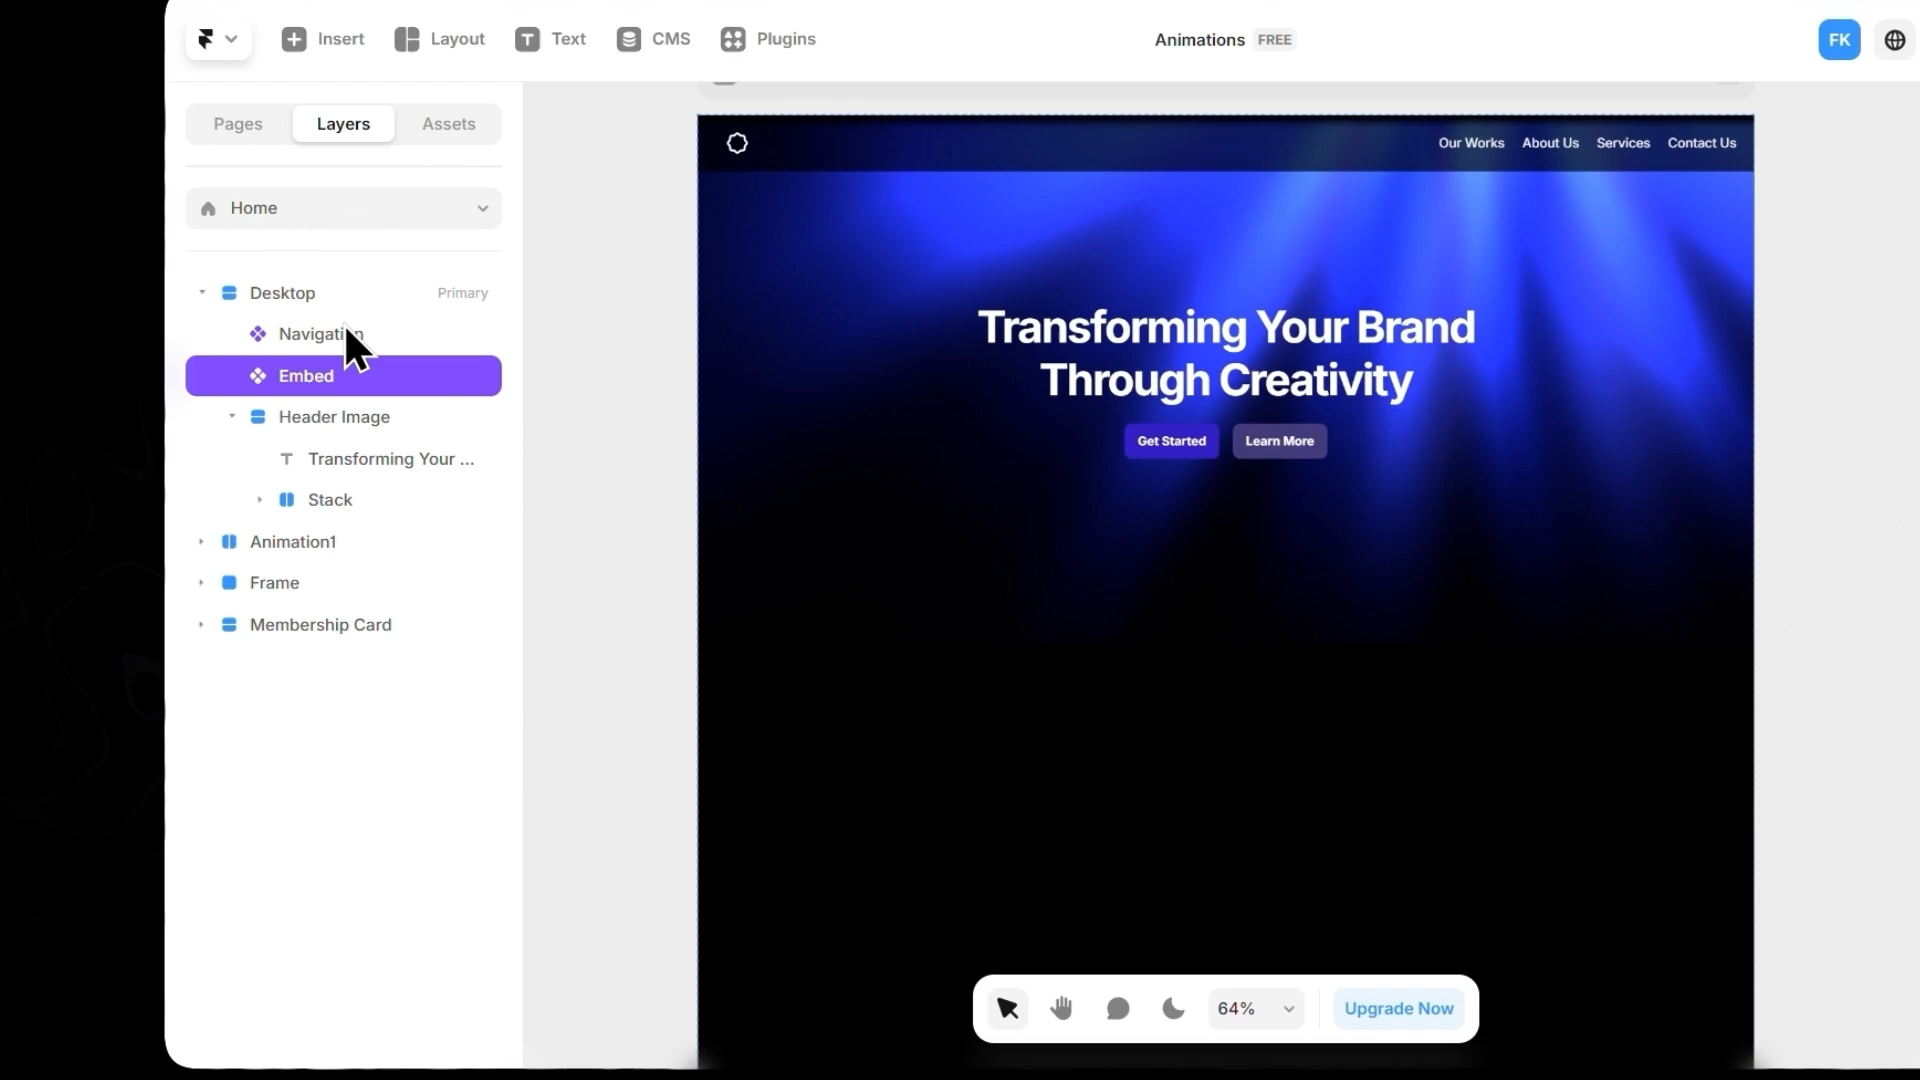 Insert
Layout
Text
CMS
Plugins
Animations FREE
FK
Pages
Layers
Assets
Home
Desktop
Primary
Navigation
Embed
Header Image
Transforming Your ...
Stack
Animation1
Frame
Membership Card
Our Works
About Us
Services
Contact Us
Transforming Your Brand
Through Creativity
Get Started
Learn More
64%
Upgrade Now